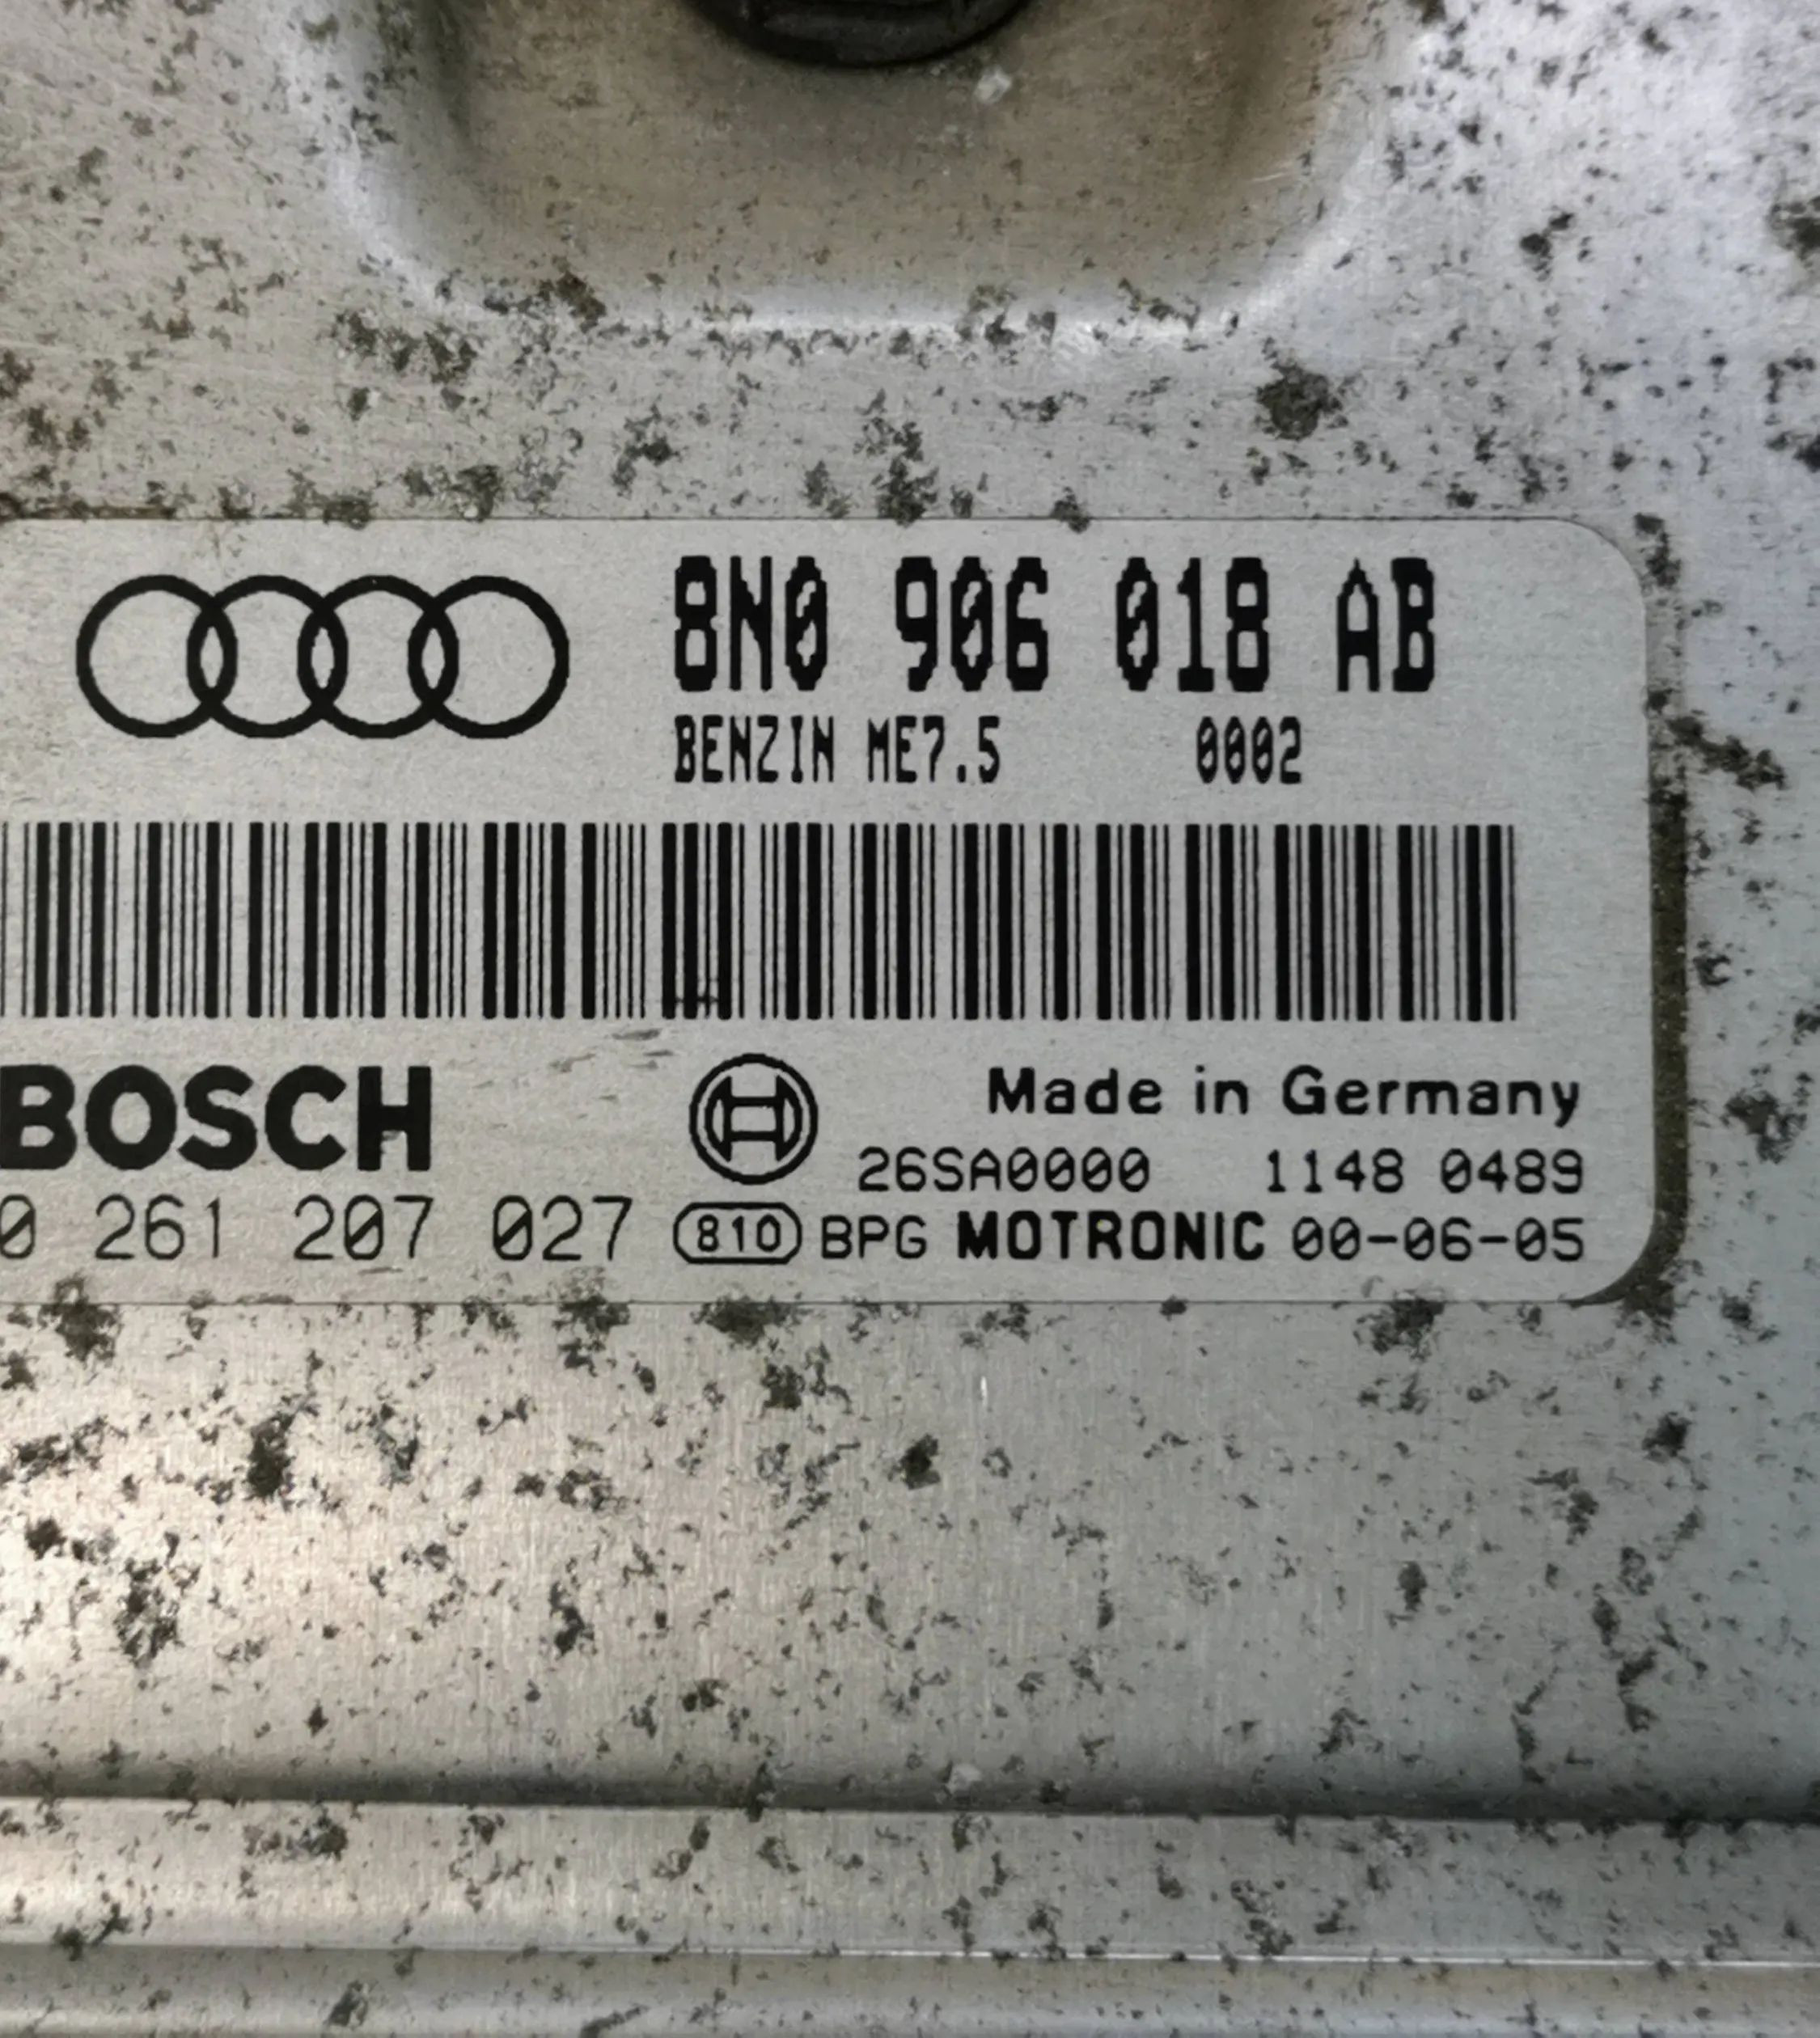 8N0 906 018 AB
BENZIN ME7.5 0002
BOSCH
Made in Germany
26SA0000 1148 0489
0 261 207 027 810 BPG MOTRONIC 00-06-05